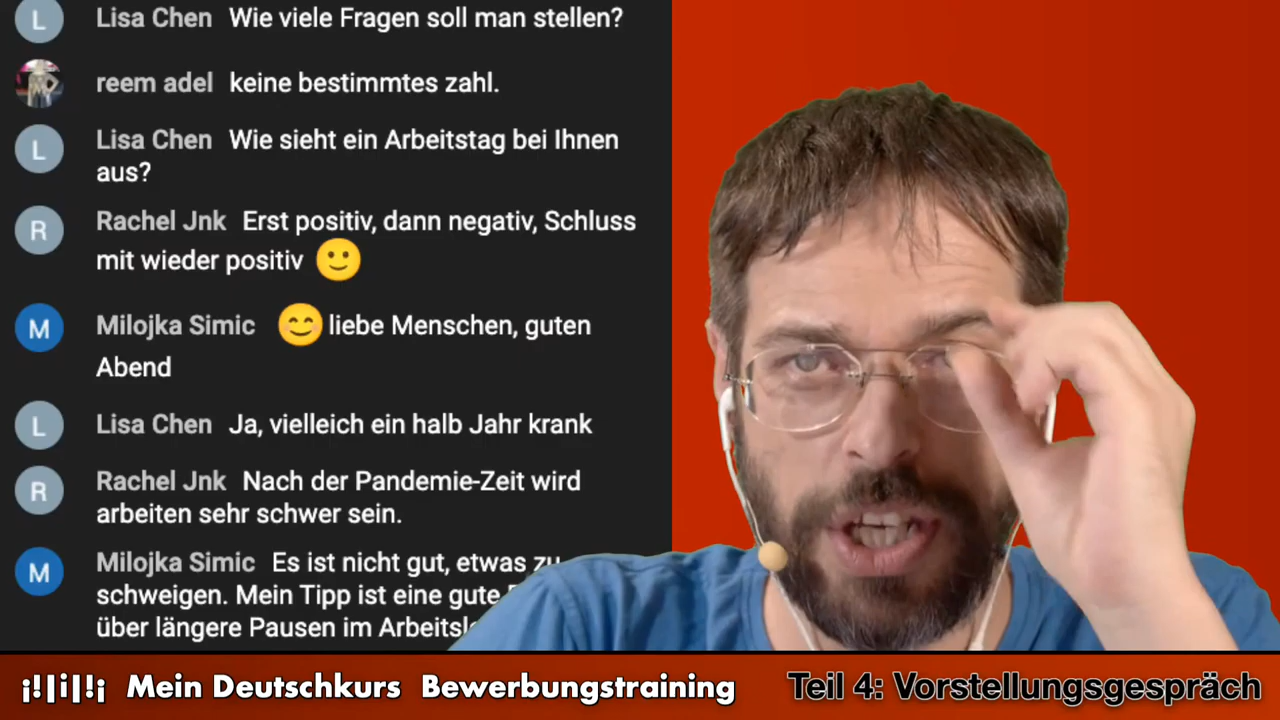 L Lisa Chen Wie viele Fragen soll man stellen?
reem adel keine bestimmtes zahl.
L Lisa Chen Wie sieht ein Arbeitstag bei Ihnen
aus?
R Rachel Jnk Erst positiv, dann negativ, Schluss
mit wieder positiv
M Milojka Simic liebe Menschen, guten
Abend
L Lisa Chen Ja, vielleich ein halb Jahr krank
R Rachel Jnk Nach der Pandemie-Zeit wird
arbeiten sehr schwer sein.
M Milojka Simic Es ist nicht gut, etwas zu
schweigen. Mein Tipp ist eine gute
über längere Pausen im
¡!|i|!¡ Mein Deutschkurs Bewerbungstraining Teil 4: Vorstellungsgespräch